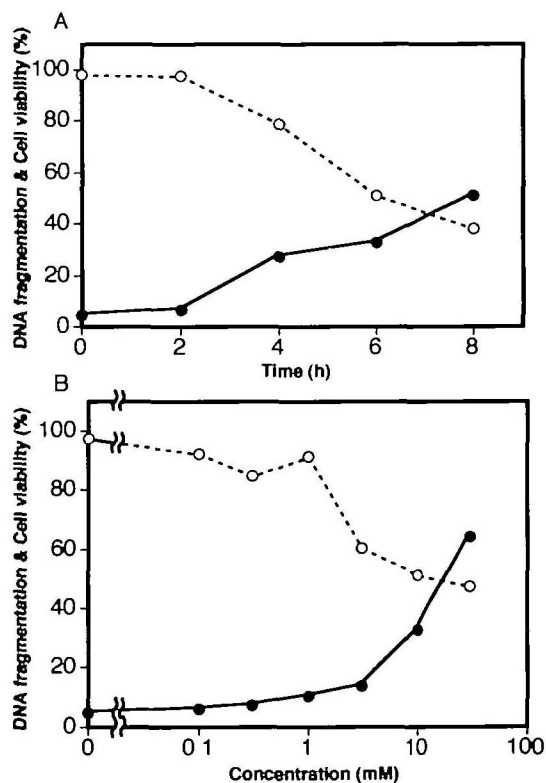 A
DNA fragmentation & Cell viability (%)
100
80
60
40
20
0
0 2 4 6 8
Time (h)
B
DNA fragmentation & Cell viability (%)
100
80
60
40
20
0
0 0 1 1 10 100
Concentration (mM)